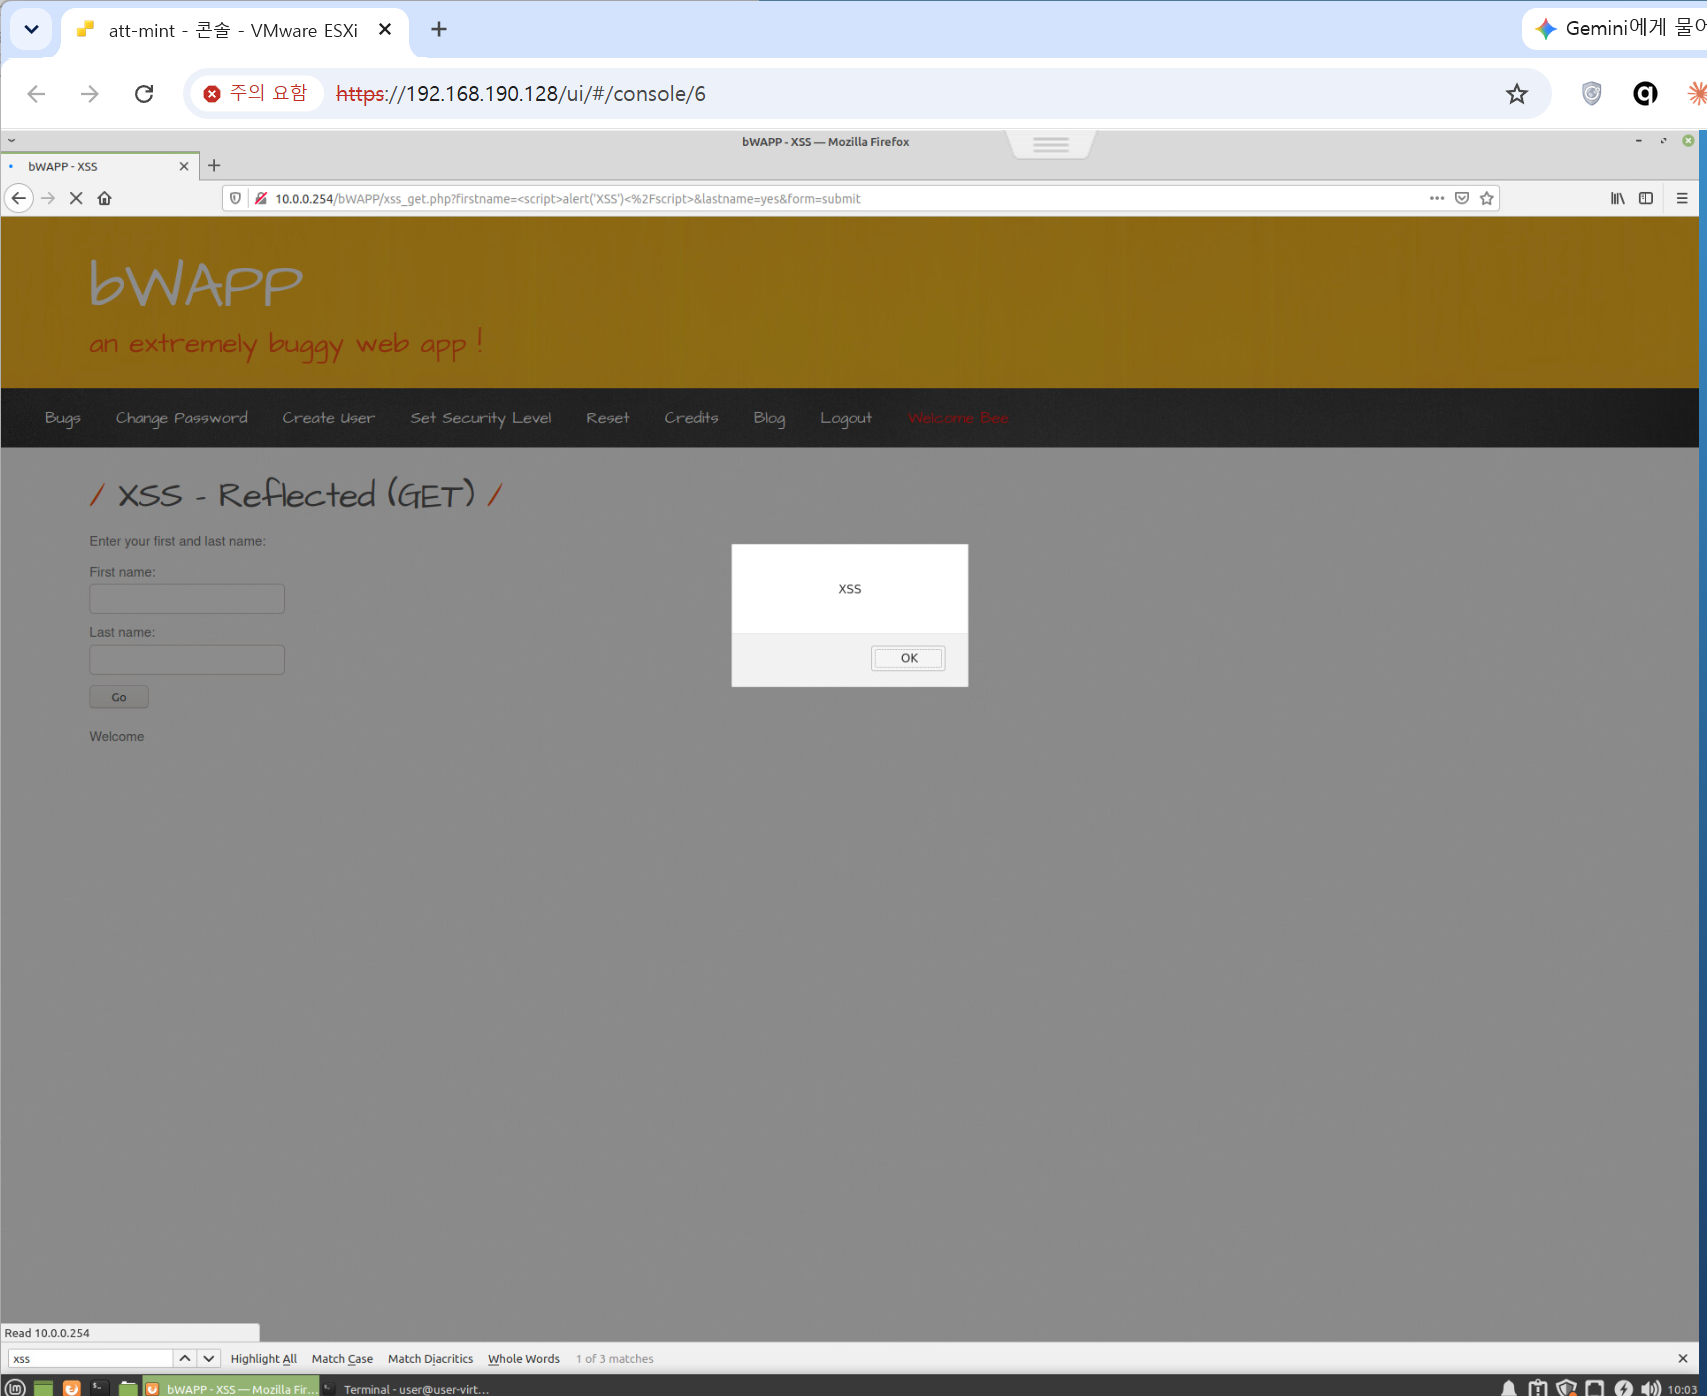 att-mint - 콘솔 - VMware ESXi
Gemini에게 물어
주의 요함 https://192.168.190.128/ui/#/console/6
bWAPP - XSS — Mozilla Firefox
bWAPP - XSS
10.0.0.254/bWAPP/xss_get.php?firstname=<script>alert('XSS')<%2Fscript>&lastname=yes&form=submit
bWAPP
an extremely buggy web app !
Bugs Change Password Create User Set Security Level Reset Credits Blog Logout Welcome Bee
/ XSS - Reflected (GET) /
Enter your first and last name:
First name:
Last name:
Go
Welcome
XSS
OK
Read 10.0.0.254
xss Highlight All Match Case Match Diacritics Whole Words 1 of 3 matches
bWAPP - XSS — Mozilla Fir... Terminal - user@user-virt... 10:03